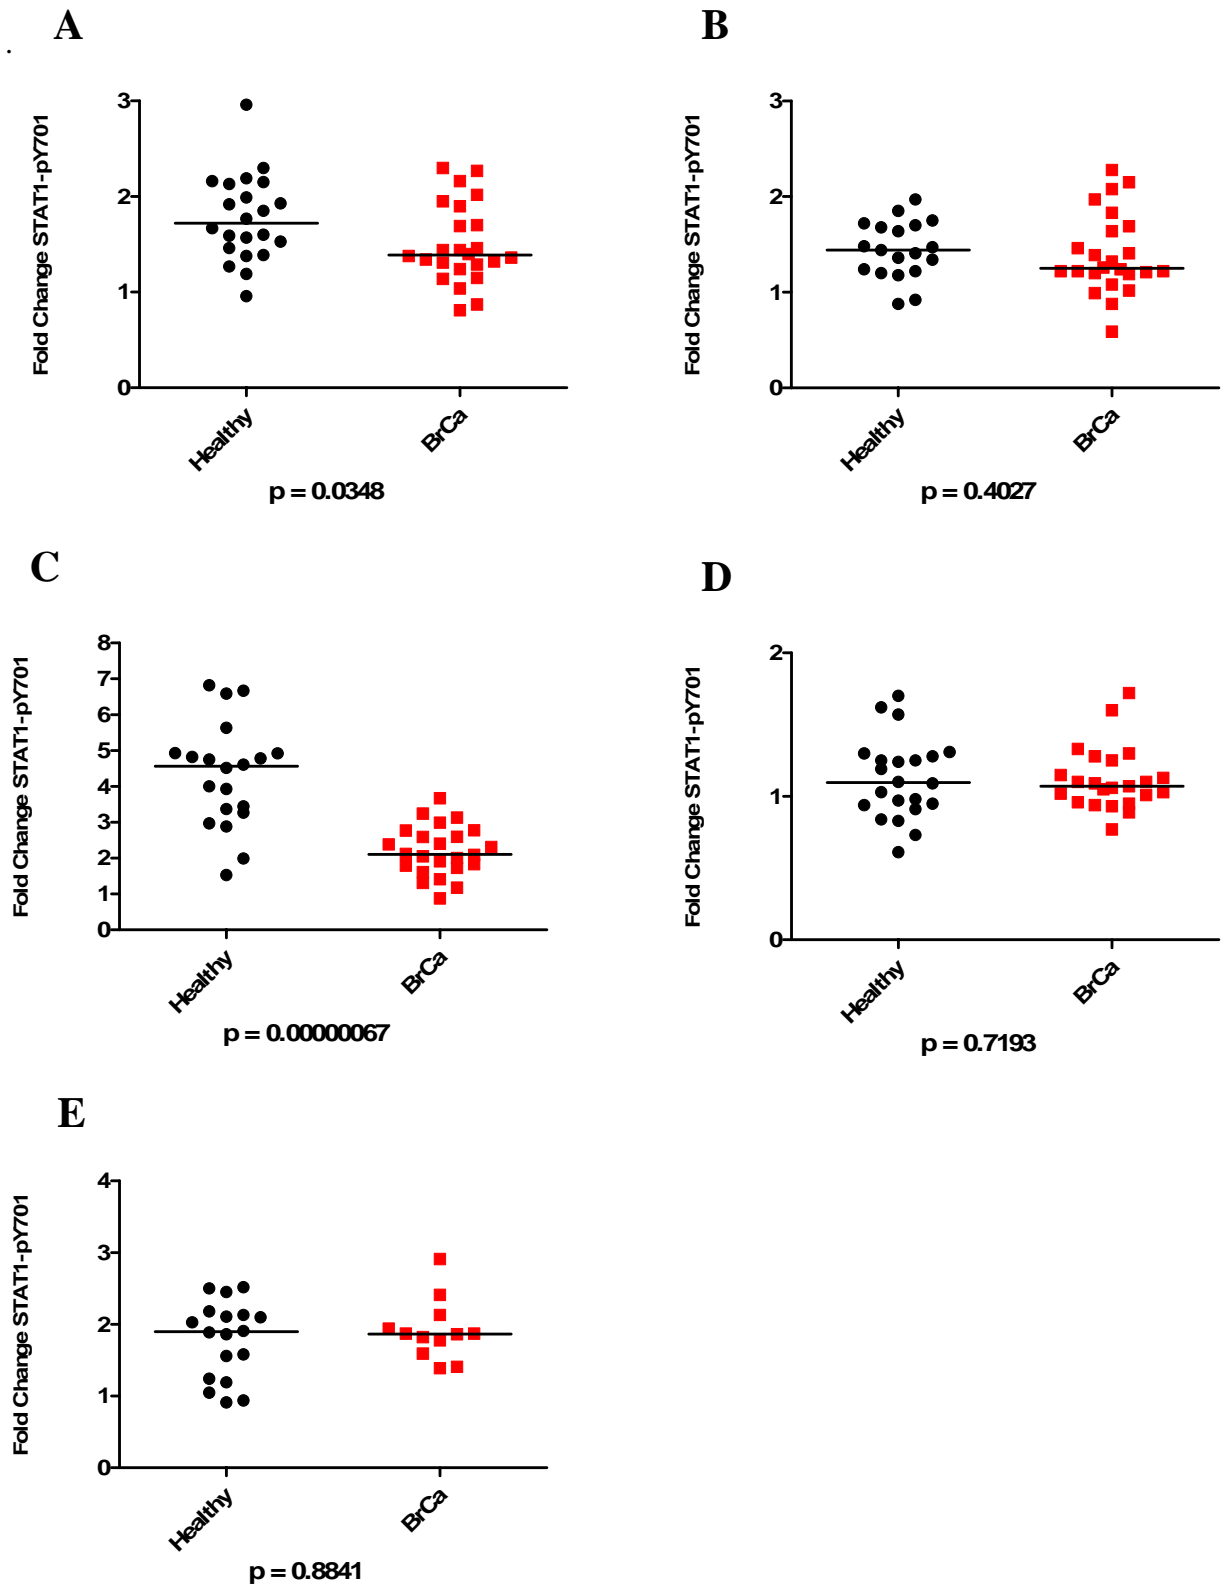 A
B
.
Fold Change STAT1-pY701
3
2
1
0
Healthy
BrCa
p = 0.0348
Fold Change STAT1-pY701
3
2
1
0
Healthy
BrCa
p = 0.4027
C
D
Fold Change STAT1-pY701
8
7
6
5
4
3
2
1
0
Healthy
BrCa
p = 0.00000067
Fold Change STAT1-pY701
2
1
0
Healthy
BrCa
p = 0.7193
E
Fold Change STAT1-pY701
4
3
2
1
0
Healthy
BrCa
p = 0.8841